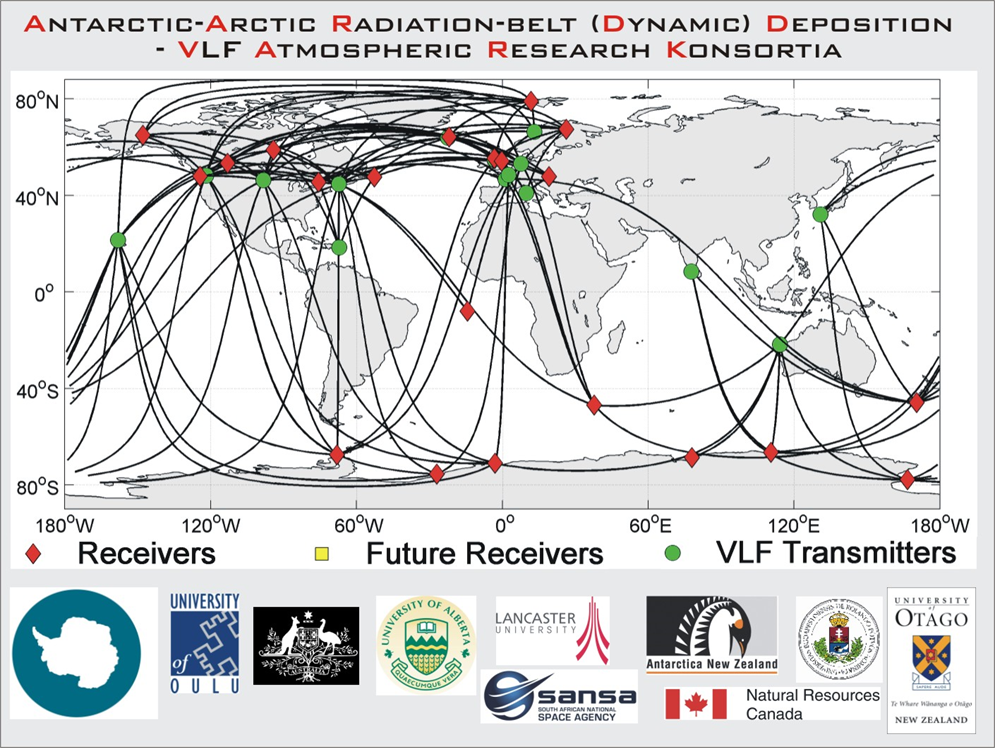 ANTARCTIC-ARCTIC RADIATION-BELT (DYNAMIC) DEPOSITION
- VLF ATMOSPHERIC RESEARCH KONSORTIA
80°N
40°N
0°
40°S
80°S
180°W 120°W 60°W 0° 60°E 120°E 180°W
Receivers Future Receivers VLF Transmitters
UNIVERSITY
of
OULU
AUSTRALIA
UNIVERSITY OF ALBERTA
QUAECUMQUE VERA
LANCASTER
UNIVERSITY
sansa
SOUTH AFRICAN NATIONAL
SPACE AGENCY
Antarctica New Zealand
Natural Resources
Canada
UNIVERSITY
of
OTAGO
SAPERE AUDE
Te Whare Wānanga o Otāgo
NEW ZEALAND